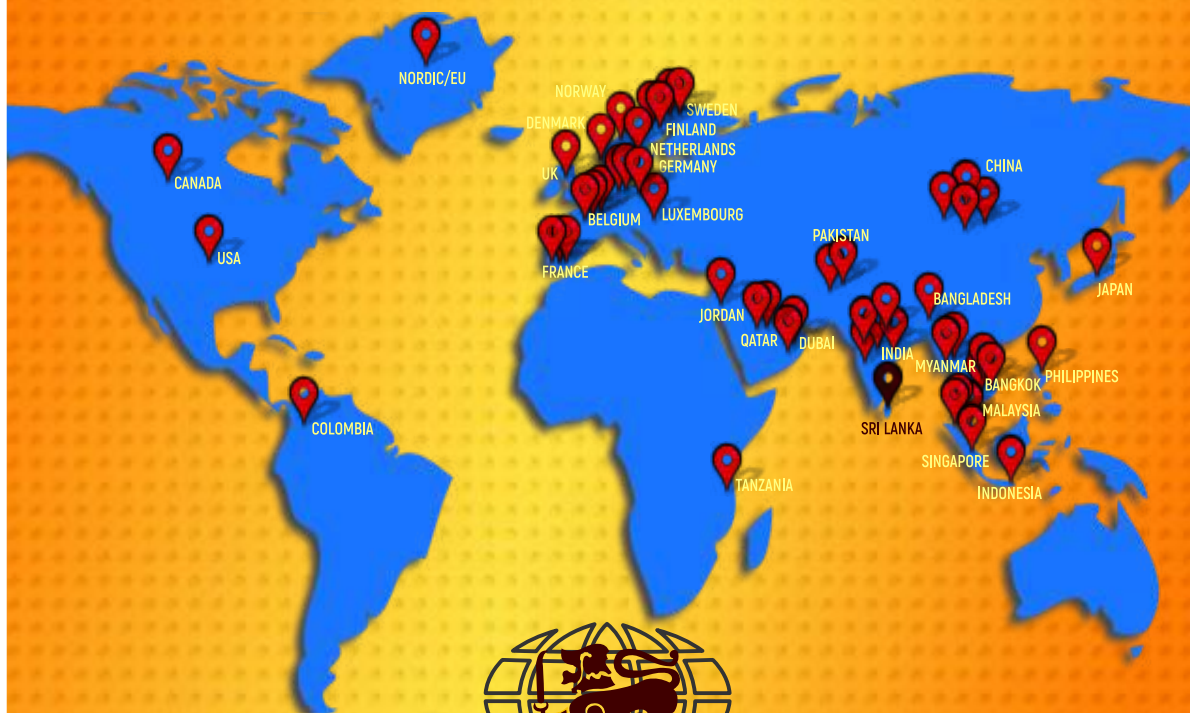 NORDIC/EU
NORWAY
SWEDEN
DENMARK
FINLAND
NETHERLANDS
UK
GERMANY
CANADA
CHINA
LUXEMBOURG
BELGIUM
PAKISTAN
USA
FRANCE
JAPAN
BANGLADESH
JORDAN
QATAR
DUBAI
INDIA
MYANMAR
PHILIPPINES
BANGKOK
MALAYSIA
COLOMBIA
SRI LANKA
SINGAPORE
TANZANIA
INDONESIA